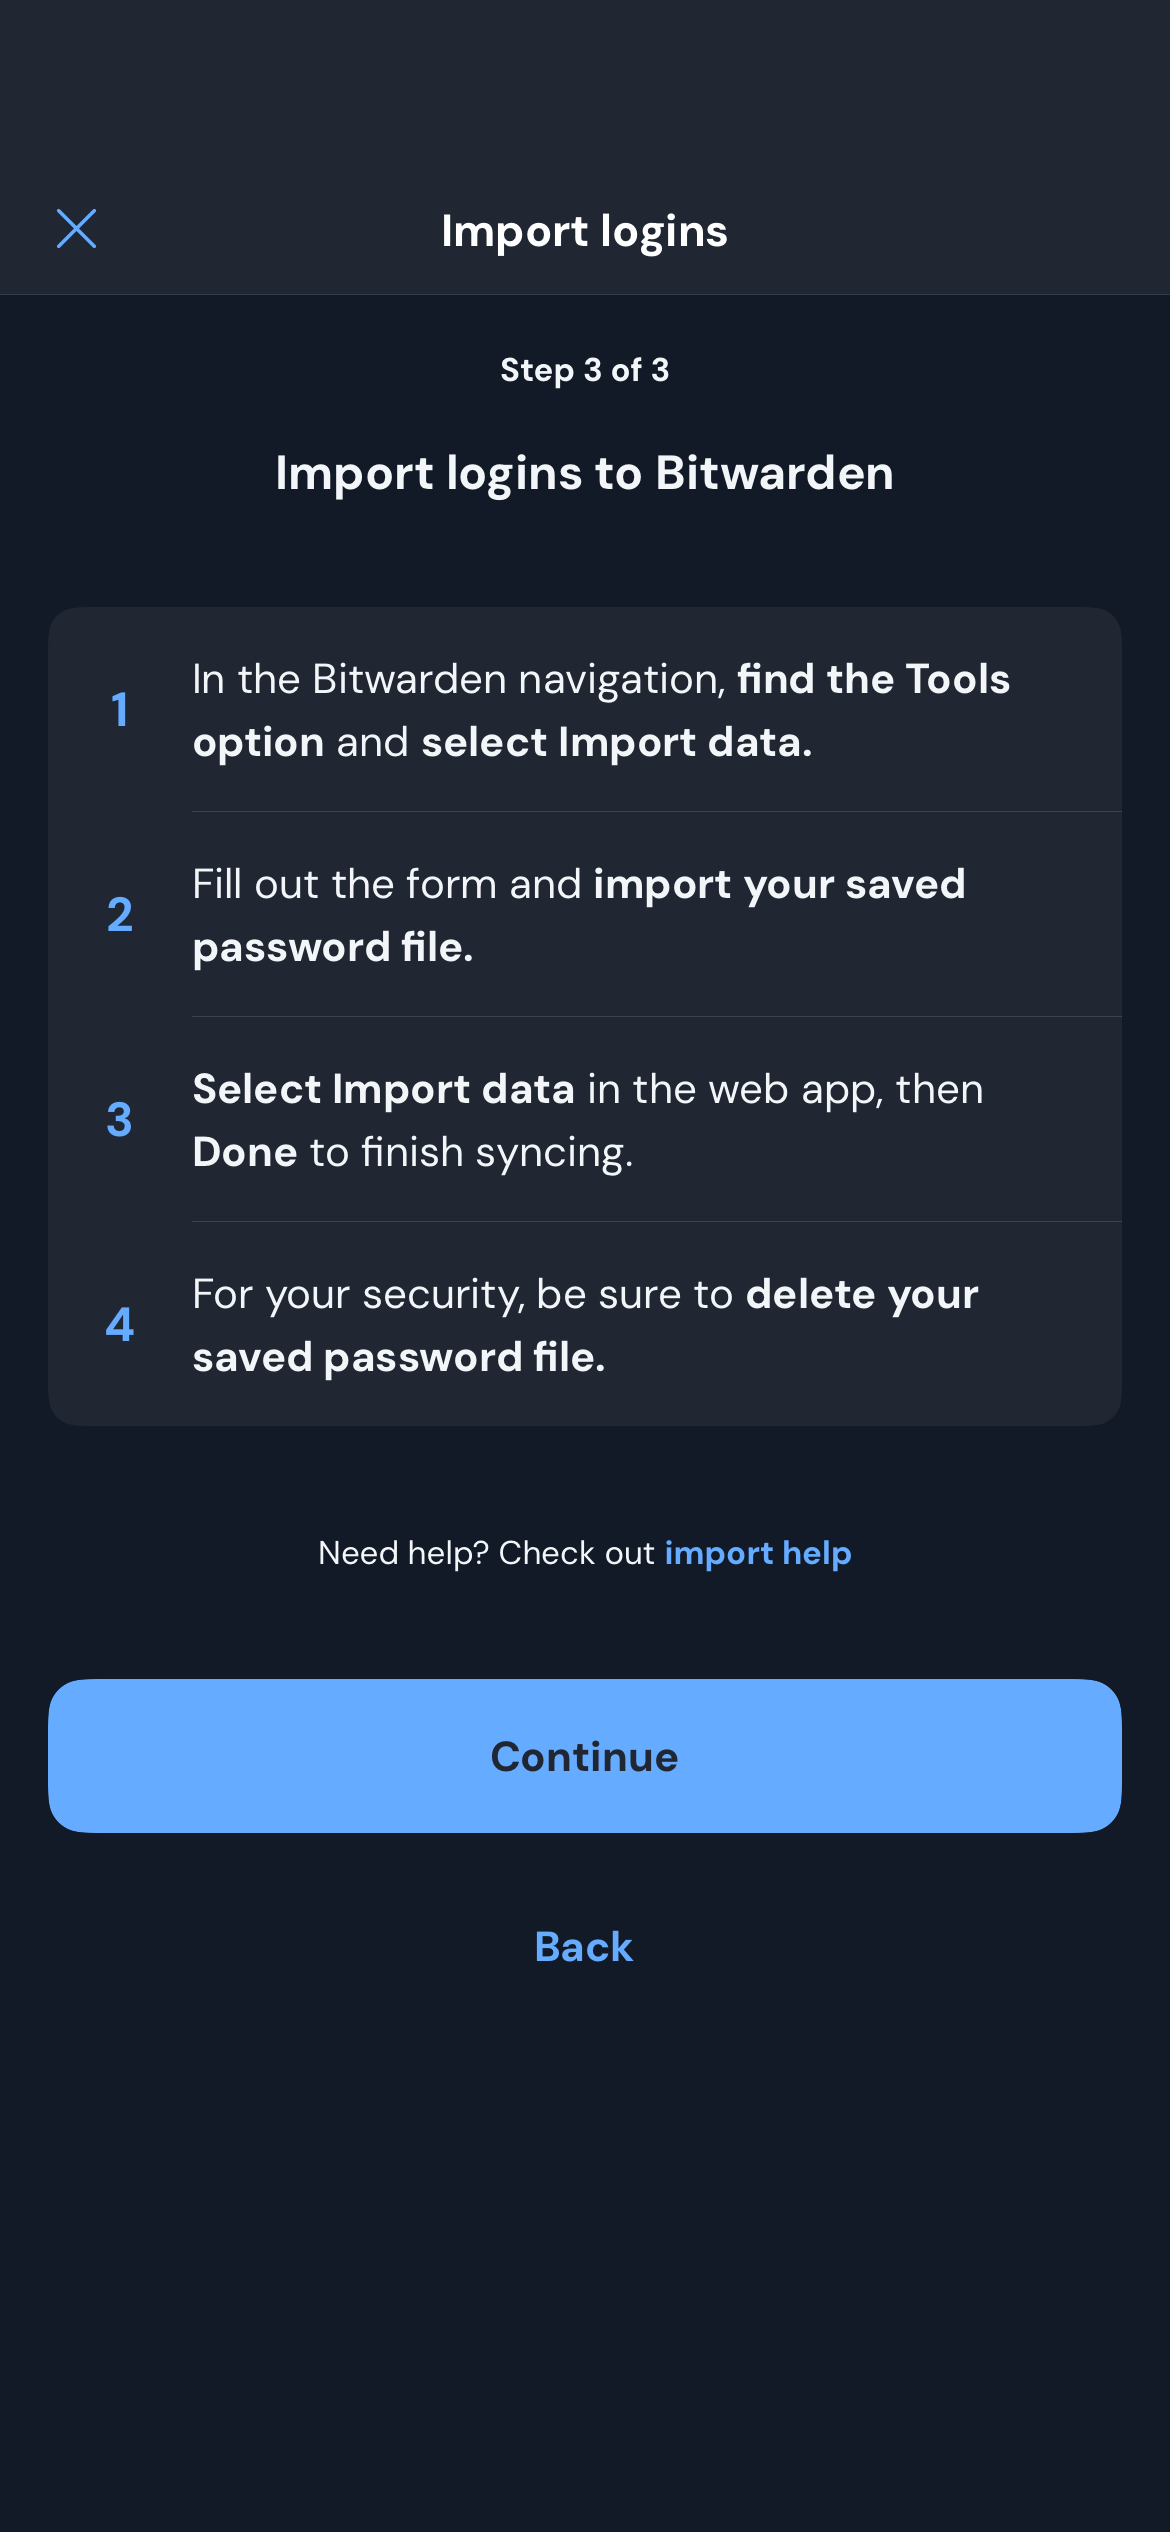 Import logins
Step 3 of 3
Import logins to Bitwarden
1
In the Bitwarden navigation, find the Tools
option and select Import data.
2
Fill out the form and import your saved
password file.
3
Select Import data in the web app, then
Done to finish syncing.
4
For your security, be sure to delete your
saved password file.
Need help? Check out import help
Continue
Back